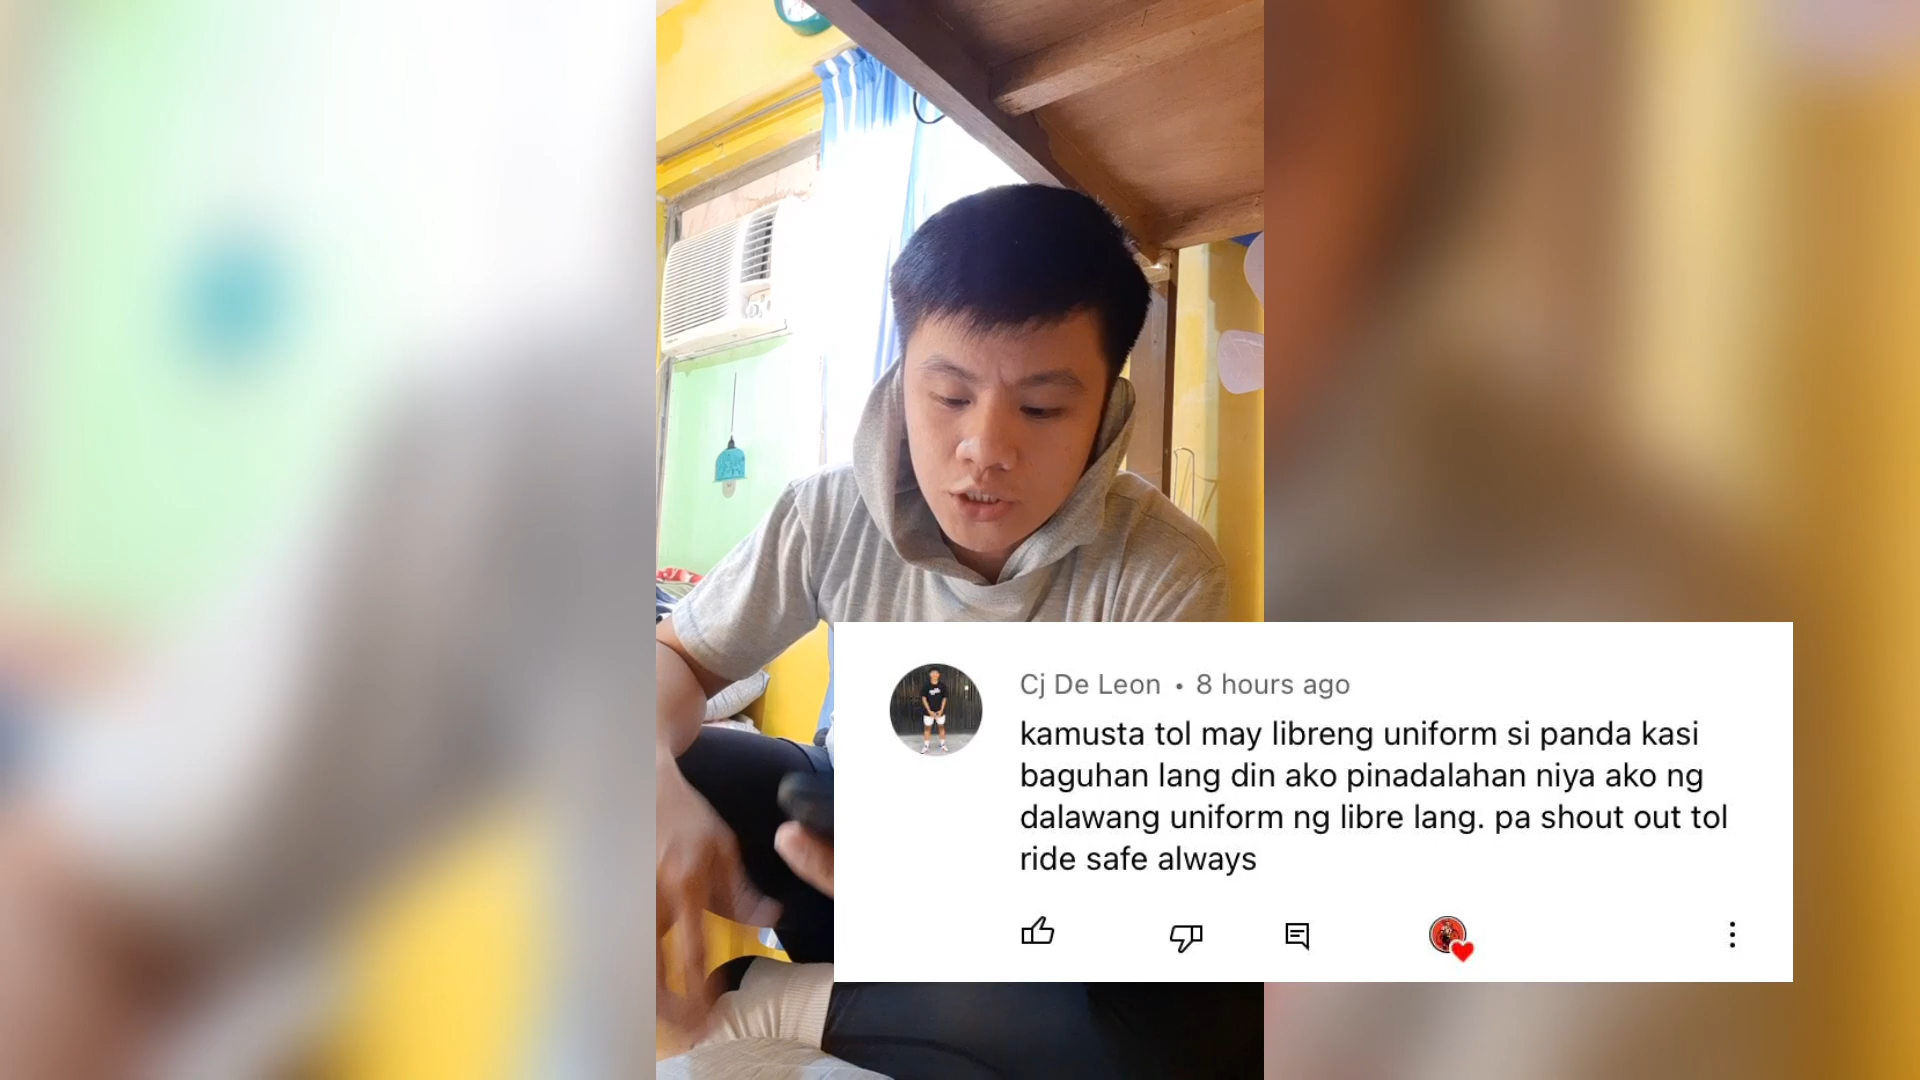 Cj De Leon • 8 hours ago
kamusta tol may libreng uniform si panda kasi
baguhan lang din ako pinadalahan niya ako ng
dalawang uniform ng libre lang. pa shout out tol
ride safe always